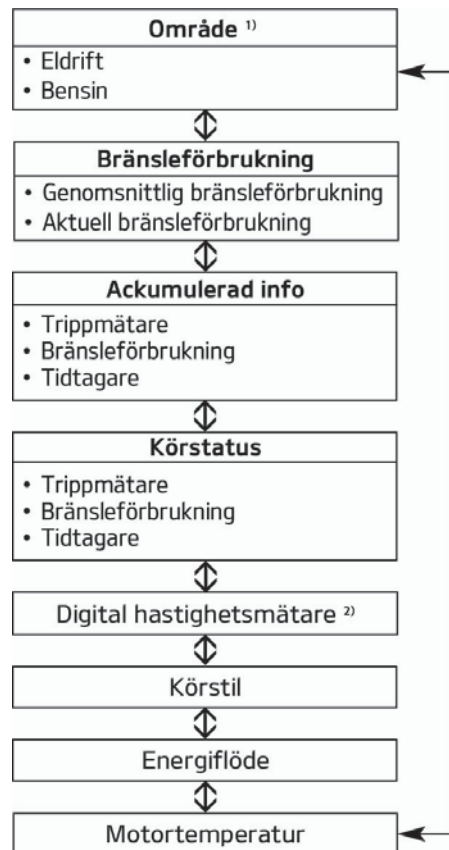 Område ¹⁾
• Eldrift
• Bensin
Bränsleförbrukning
• Genomsnittlig bränsleförbrukning
• Aktuell bränsleförbrukning
Ackumulerad info
• Trippmätare
• Bränsleförbrukning
• Tidtagare
Körstatus
• Trippmätare
• Bränsleförbrukning
• Tidtagare
Digital hastighetsmätare ²⁾
Körstil
Energiflöde
Motortemperatur